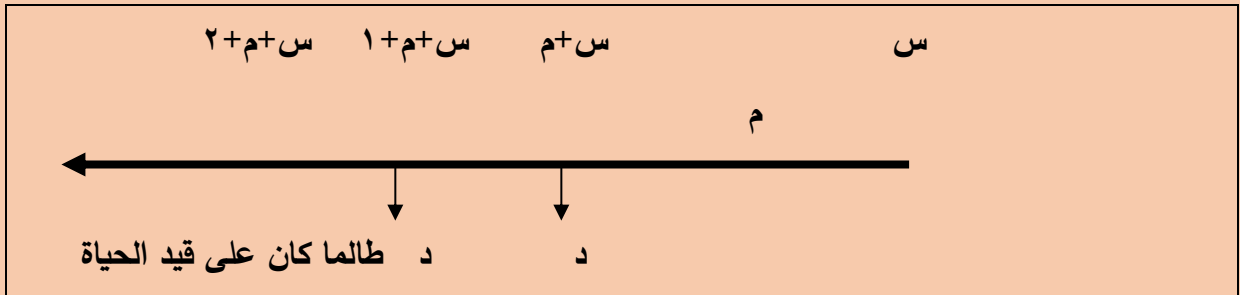 س س+م س+م+١ س+م+٢
م
د د طالما كان على قيد الحياة